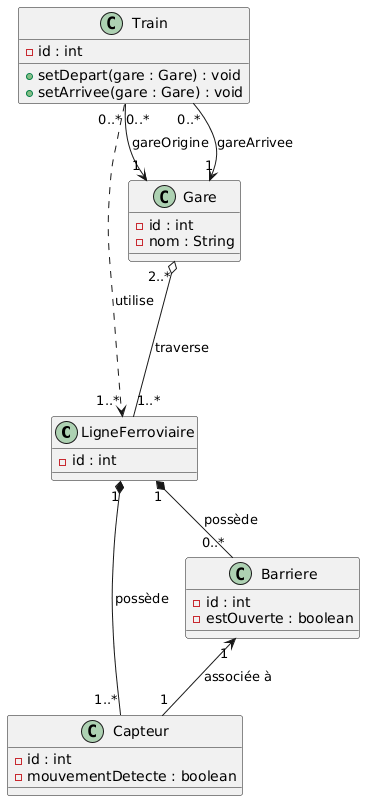 C Train
id : int
setDepart(gare : Gare) : void
setArrivee(gare : Gare) : void
0..* 0..* 0..*
gareOrigine gareArrivee
1 1
C Gare
id : int
nom : String
2..*
utilise
traverse
1..* 1..*
C LigneFerroviaire
id : int
1 1
possède
0..*
C Barriere
id : int
estOuverte : boolean
possède
1
associée à
1..* 1
C Capteur
id : int
mouvementDetecte : boolean